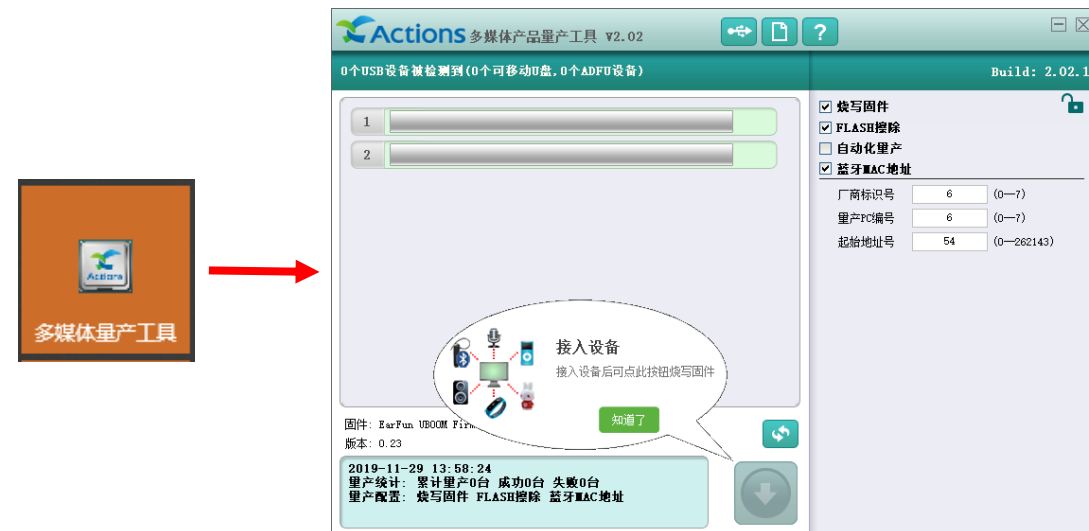 Actions
多媒体量产工具
Actions 多媒体产品量产工具 V2.02
0个USB设备被检测到(0个可移动U盘,0个ADFU设备)
Build: 2.02.1
1
2
烧写固件
FLASH擦除
自动化量产
蓝牙MAC地址
厂商标识号 6 (0—7)
量产PC编号 6 (0—7)
起始地址号 54 (0—262143)
接入设备
接入设备后可点此按钮烧写固件
知道了
固件: EarFun UBOOM Firm
版本: 0.23
2019-11-29 13:58:24
量产统计: 累计量产0台 成功0台 失败0台
量产配置: 烧写固件 FLASH擦除 蓝牙MAC地址